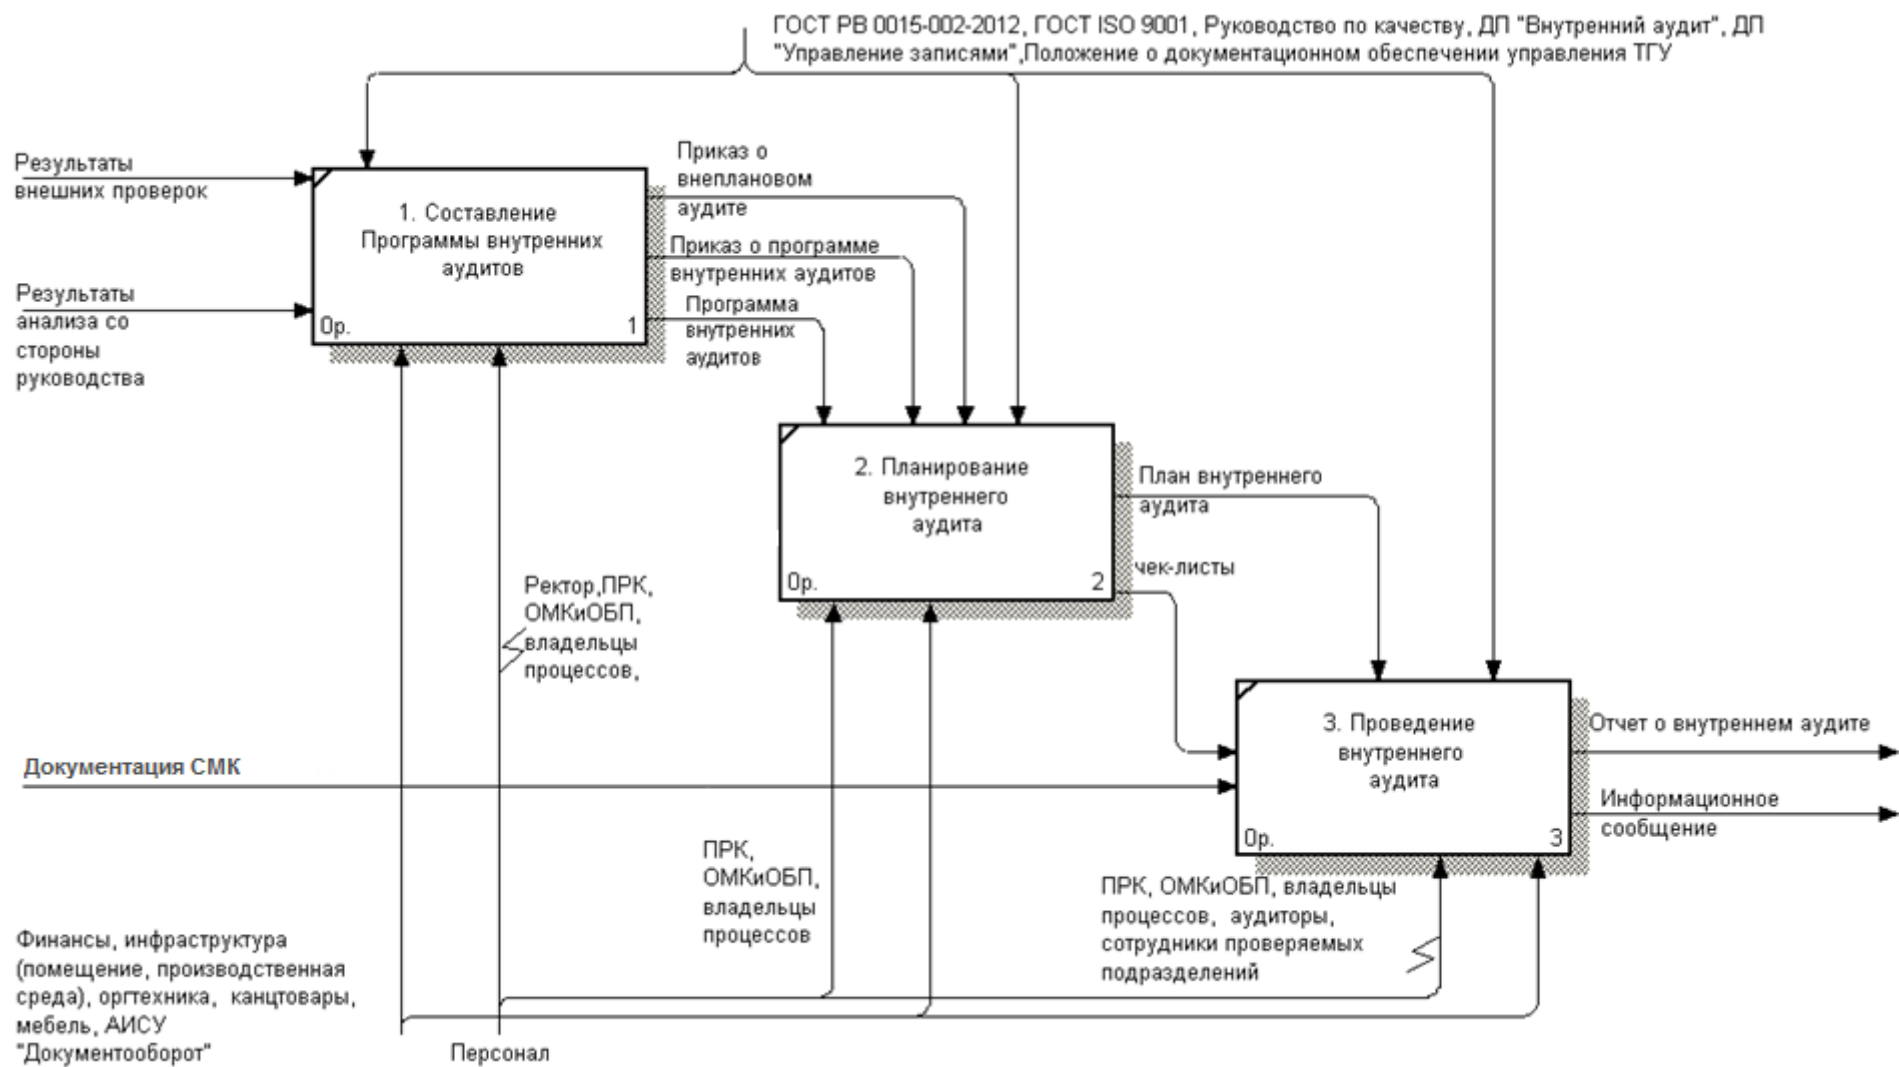 ГОСТ РВ 0015-002-2012, ГОСТ ISO 9001, Руководство по качеству, ДП "Внутренний аудит", ДП
"Управление записями",Положение о документационном обеспечении управления ТГУ
Результаты
внешних проверок
Результаты
анализа со
стороны
руководства
1. Составление
Программы внутренних
аудитов
0р.
1
Приказ о
внеплановом
аудите
Приказ о программе
внутренних аудитов
Программа
внутренних
аудитов
2. Планирование
внутреннего
аудита
0р.
2
План внутреннего
аудита
чек-листы
Ректор,ПРК,
ОМКиОБП,
владельцы
процессов,
Документация СМК
3. Проведение
внутреннего
аудита
0р.
3
Отчет о внутреннем аудите
Информационное
сообщение
ПРК,
ОМКиОБП,
владельцы
процессов
ПРК, ОМКиОБП, владельцы
процессов, аудиторы,
сотрудники проверяемых
подразделений
Финансы, инфраструктура
(помещение, производственная
среда), оргтехника, канцтовары,
мебель, АИСУ
"Документооборот"
Персонал